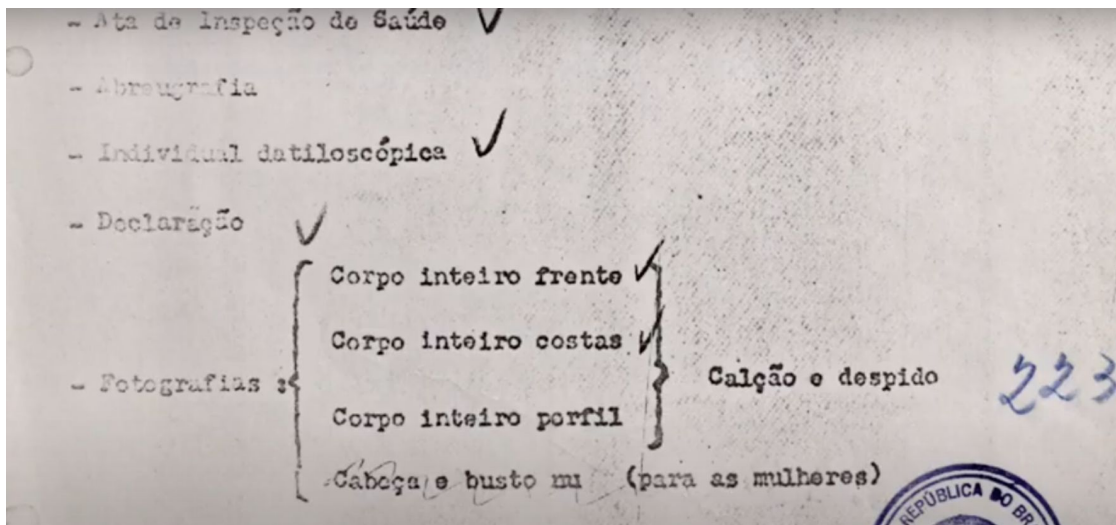 - Ata de Inspeção de Saúde
- Abreugrafia
- Individual datiloscópica
- Declaração
Corpo inteiro frente
Corpo inteiro costas
- Fotografias : Calção e despido
223
Corpo inteiro porfil
Cabeça e busto nu (para as mulheres)
REPÚBLICA DO BR